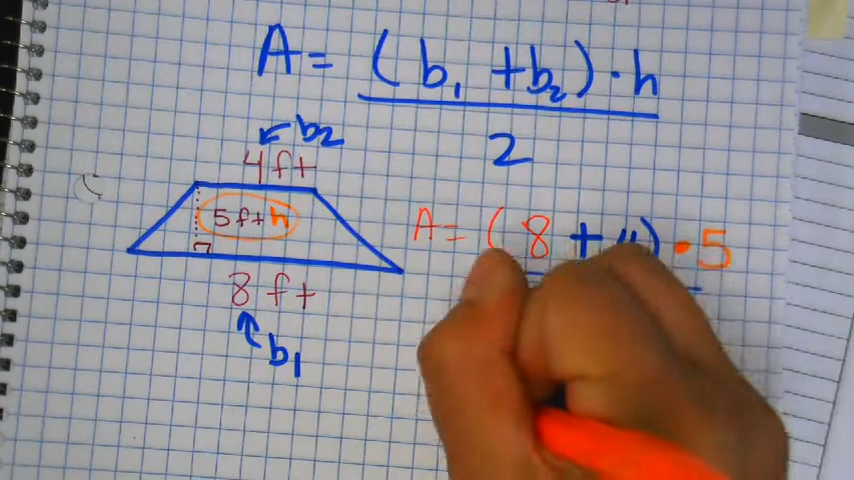 A = (b₁ + b₂) · h
2
b₂
4 ft
5 ft h
A = (8 + 4) · 5
8 ft
b₁